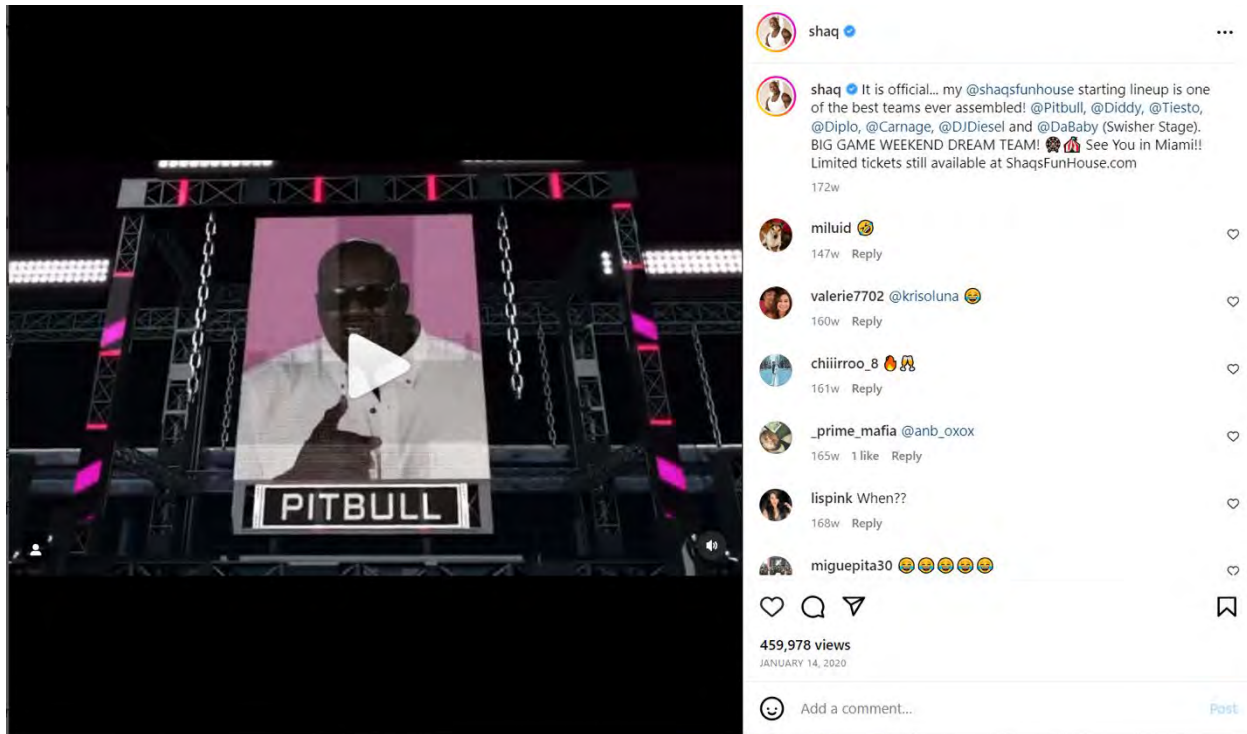 shaq
shaq It is official... my @shaqsfunhouse starting lineup is one
of the best teams ever assembled! @Pitbull, @Diddy, @Tiesto,
@Diplo, @Carnage, @DJDiesel and @DaBaby (Swisher Stage).
BIG GAME WEEKEND DREAM TEAM! 🎡🎪 See You in Miami!!
Limited tickets still available at ShaqsFunHouse.com
172w
miluid 🤣
147w Reply
valerie7702 @krisoluna 😂
160w Reply
chiiirroo_8 🔥🥂
161w Reply
_prime_mafia @anb_oxox
165w 1 like Reply
lispink When??
168w Reply
miguepita30 😂😂😂😂😂
PITBULL
459,978 views
JANUARY 14, 2020
Add a comment...
Post